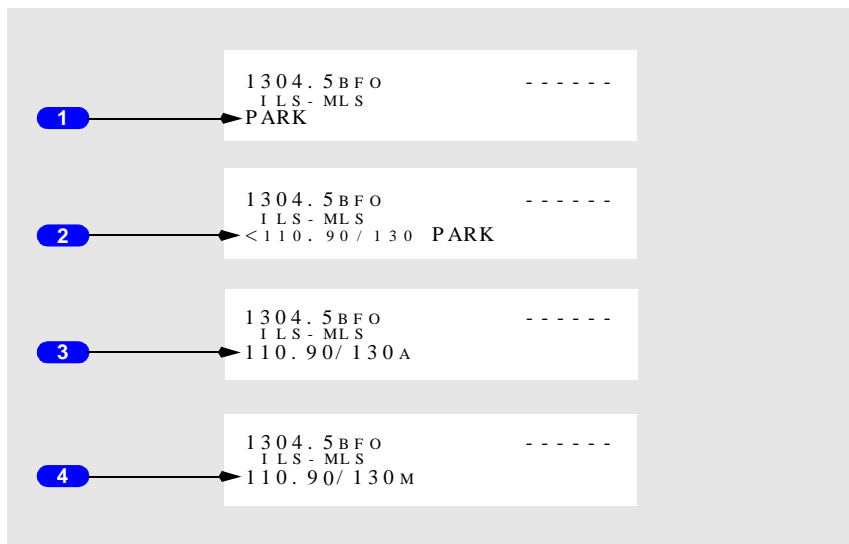 1304.5BFO ------
ILS-MLS
1 PARK
1304.5BFO ------
ILS-MLS
2 <110.90/130 PARK
1304.5BFO ------
ILS-MLS
3 110.90/130A
1304.5BFO ------
ILS-MLS
4 110.90/130M